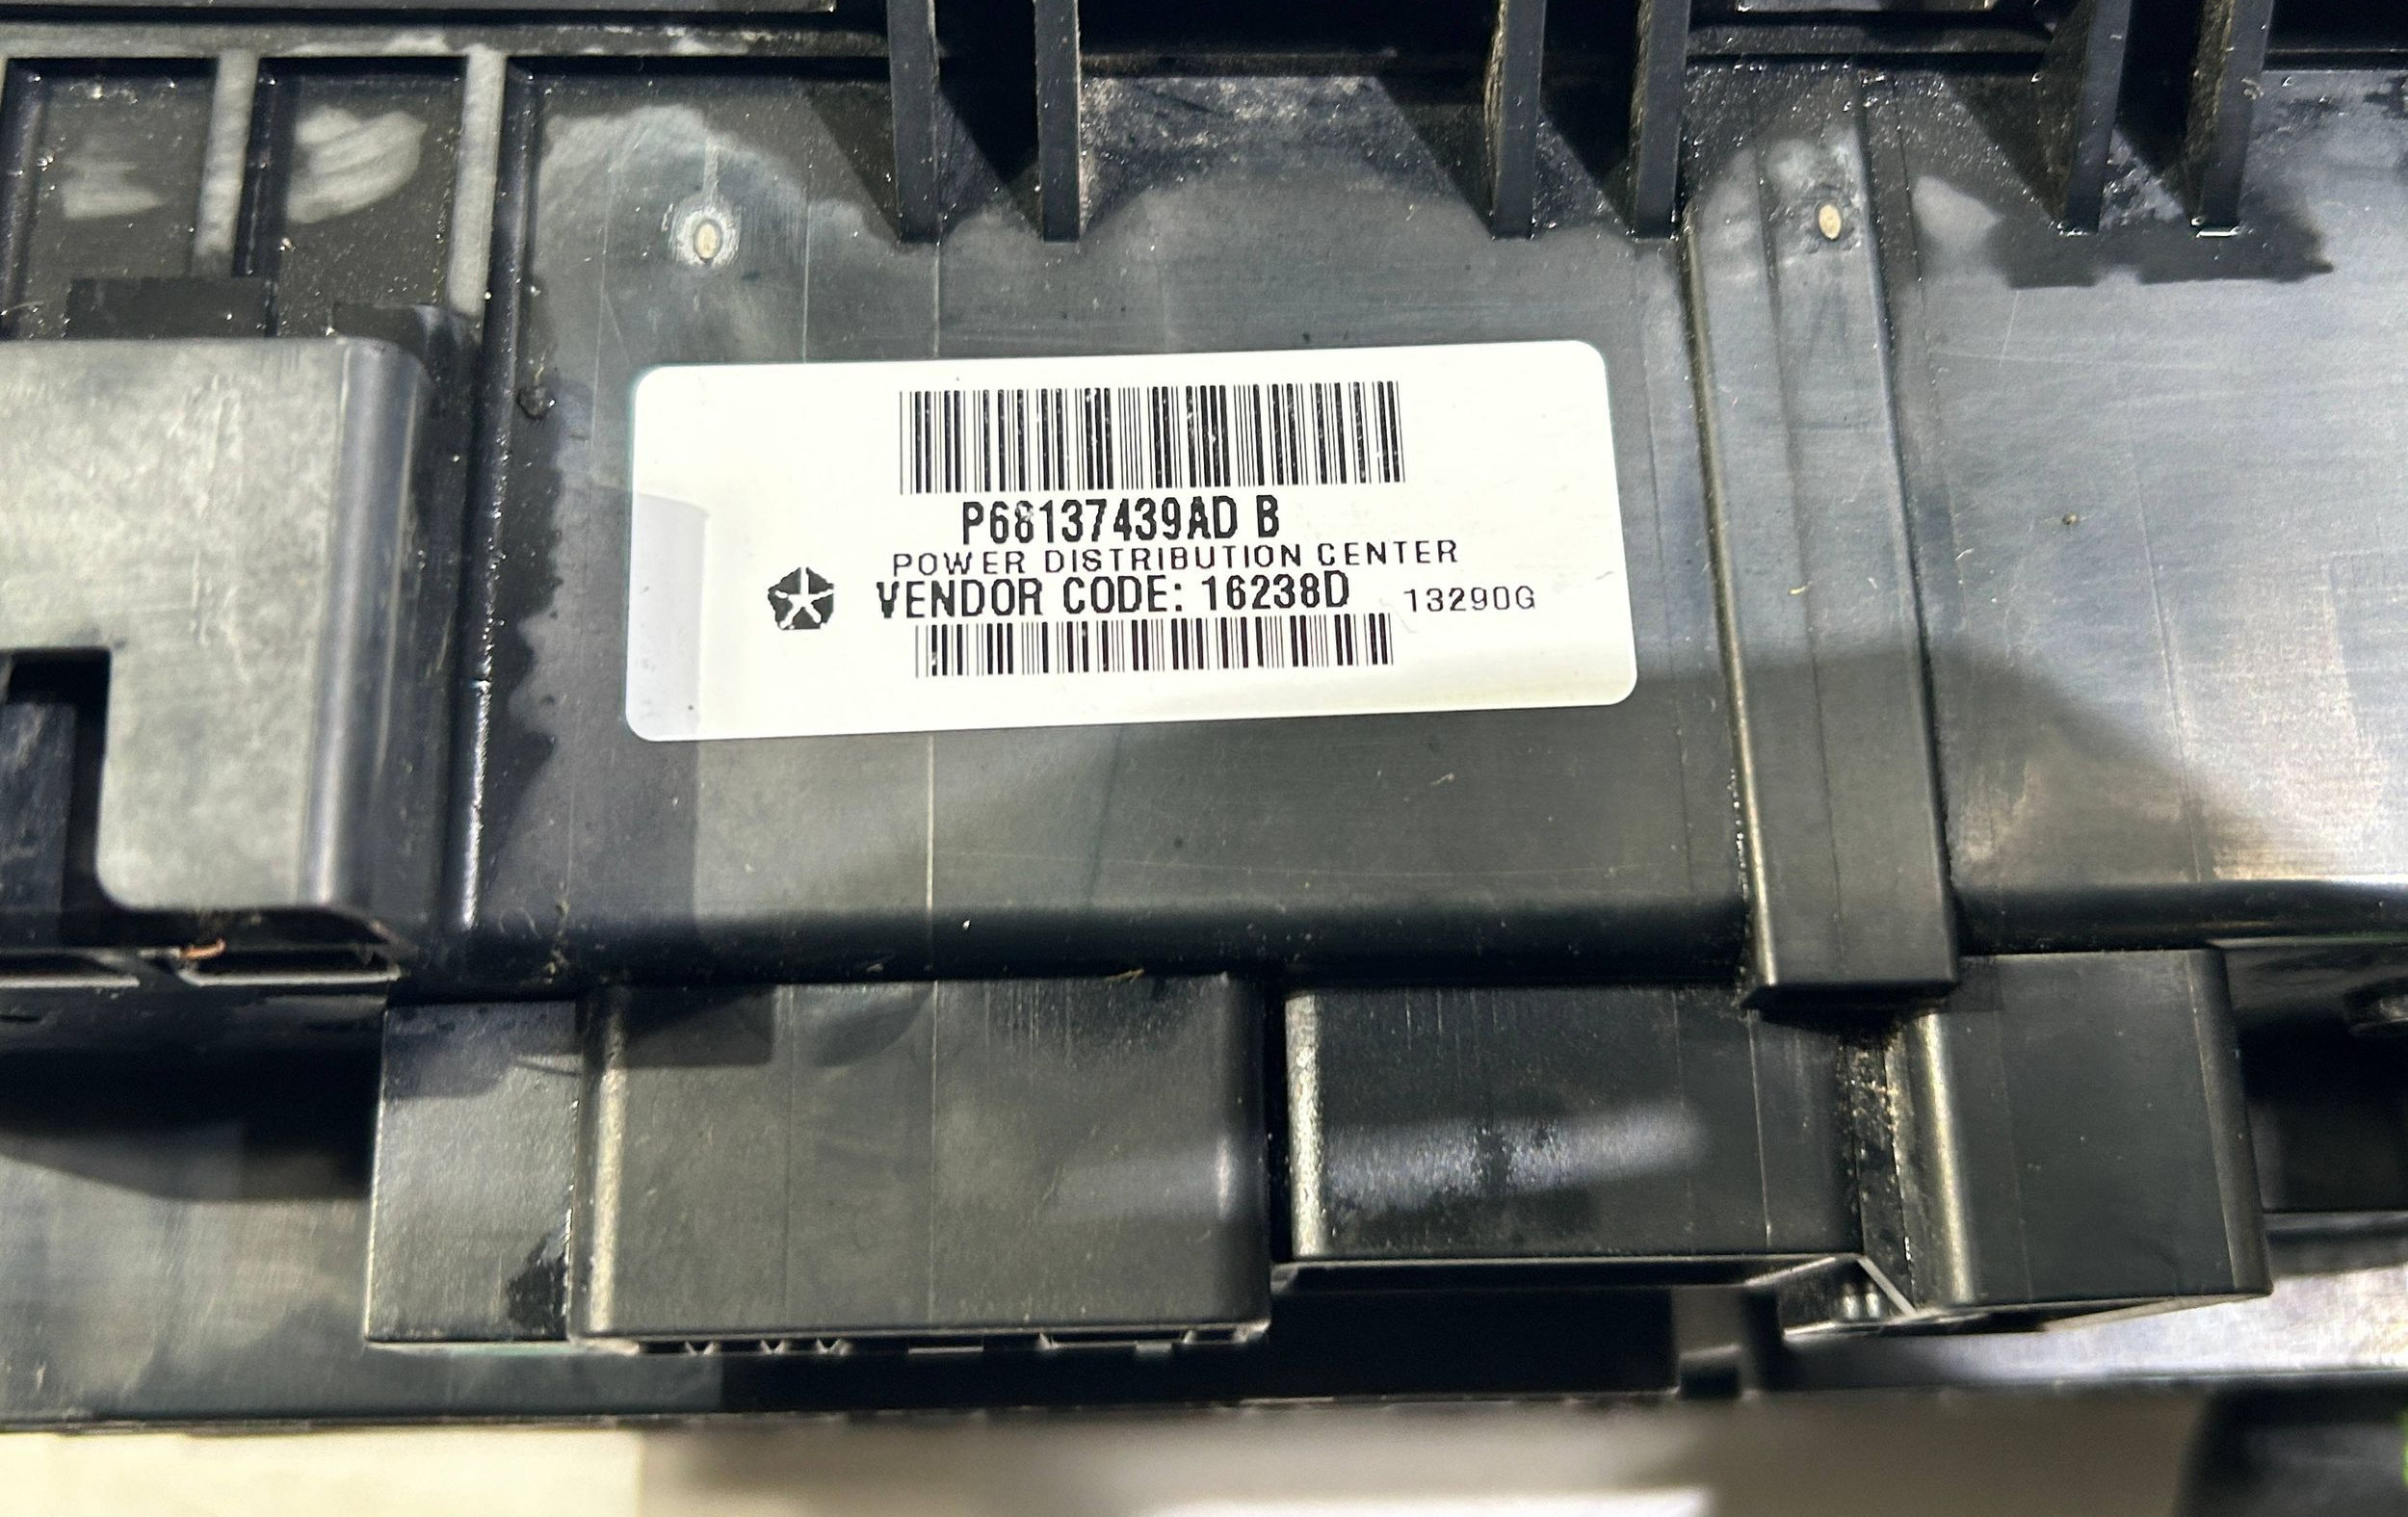 P68137439AD B
POWER DISTRIBUTION CENTER
VENDOR CODE: 16238D 13290G